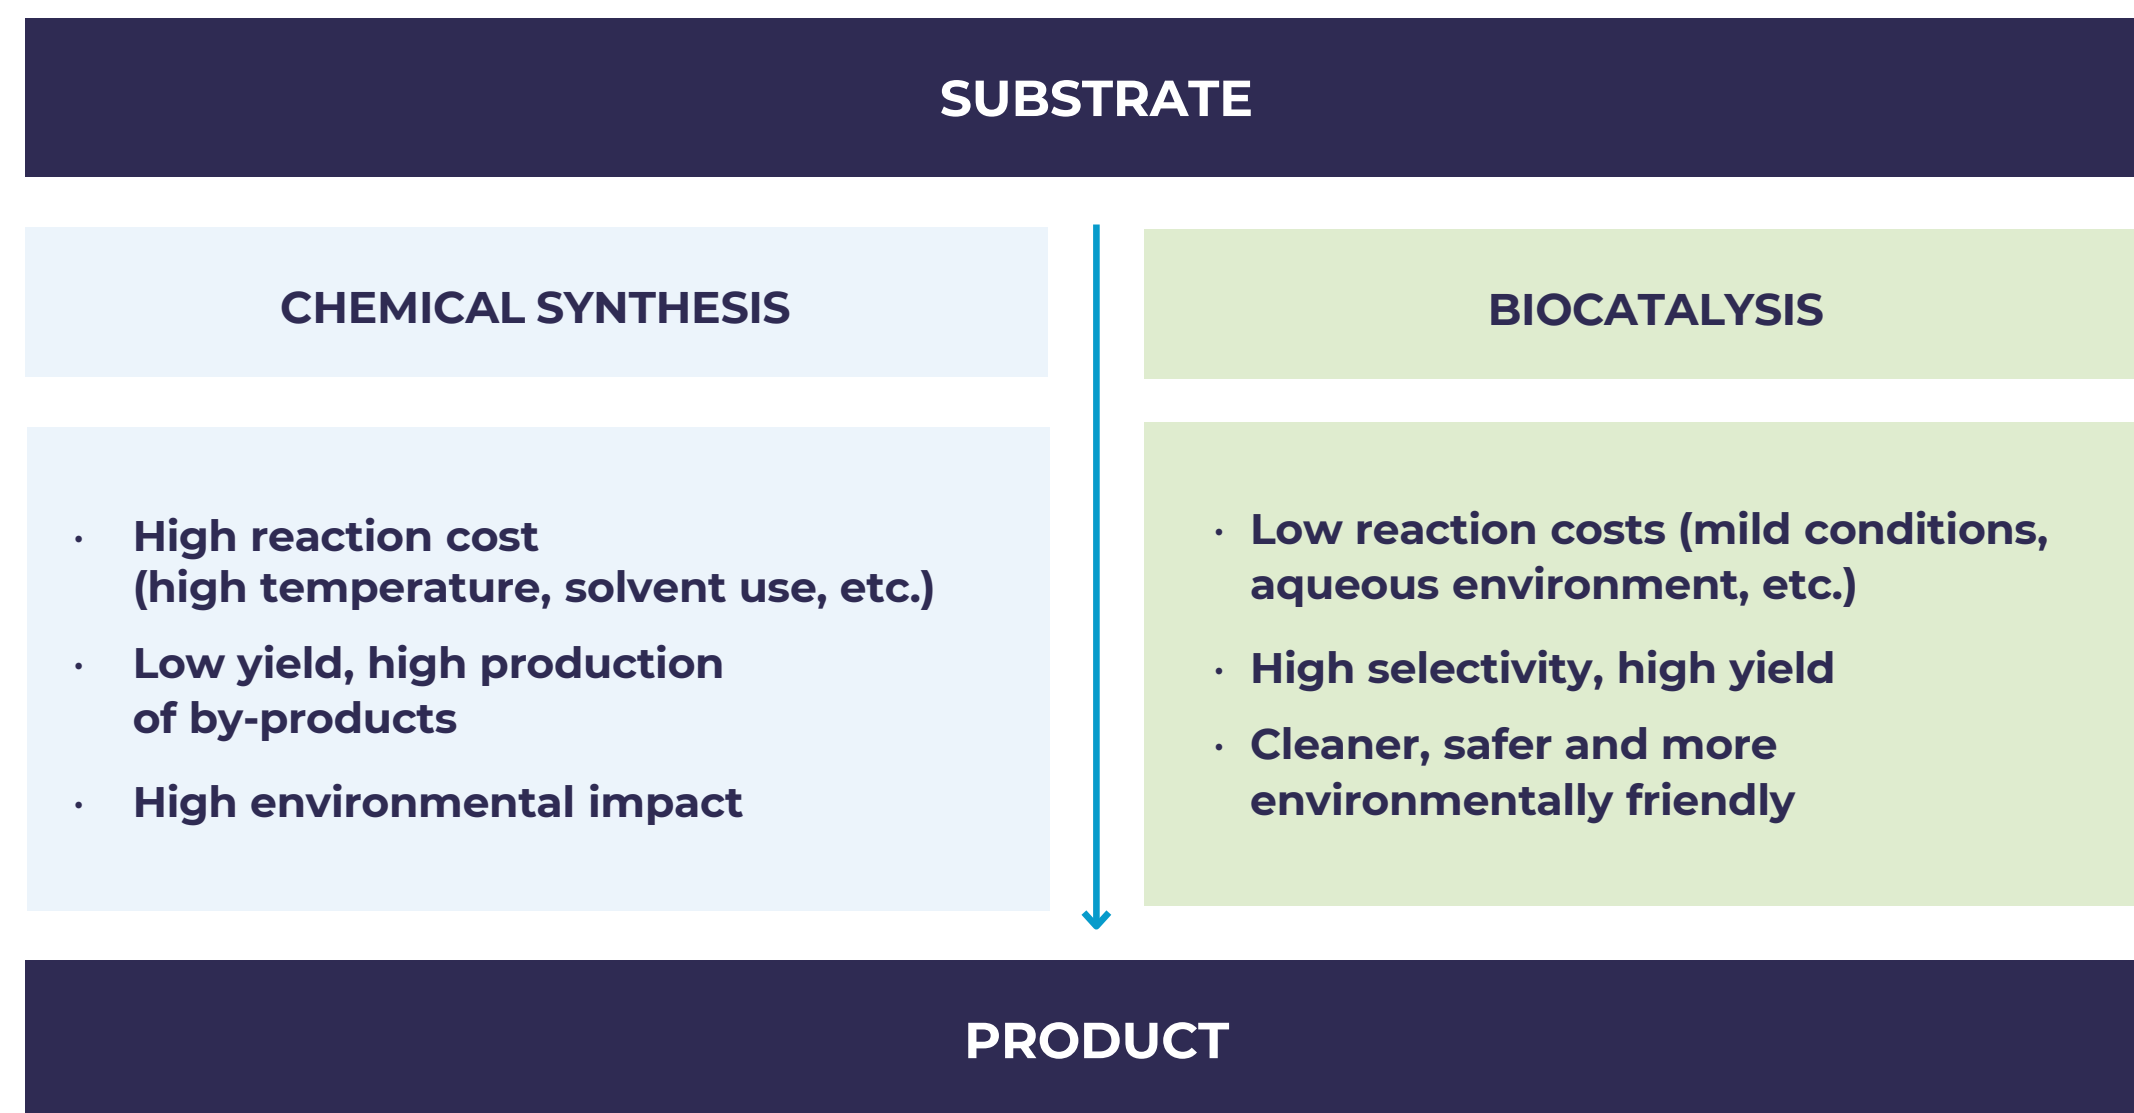 SUBSTRATE
CHEMICAL SYNTHESIS
· High reaction cost
(high temperature, solvent use, etc.)
· Low yield, high production
of by-products
· High environmental impact
BIOCATALYSIS
· Low reaction costs (mild conditions,
aqueous environment, etc.)
· High selectivity, high yield
· Cleaner, safer and more
environmentally friendly
PRODUCT